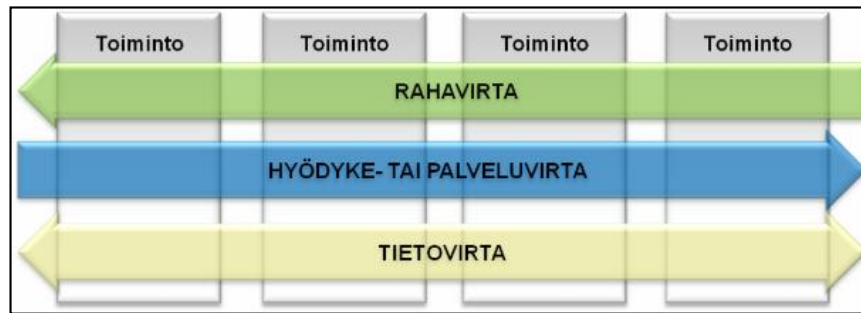 Toiminto Toiminto Toiminto Toiminto
RAHAVIRTA
HYÖDYKE- TAI PALVELUVIRTA
TIETOVIRTA